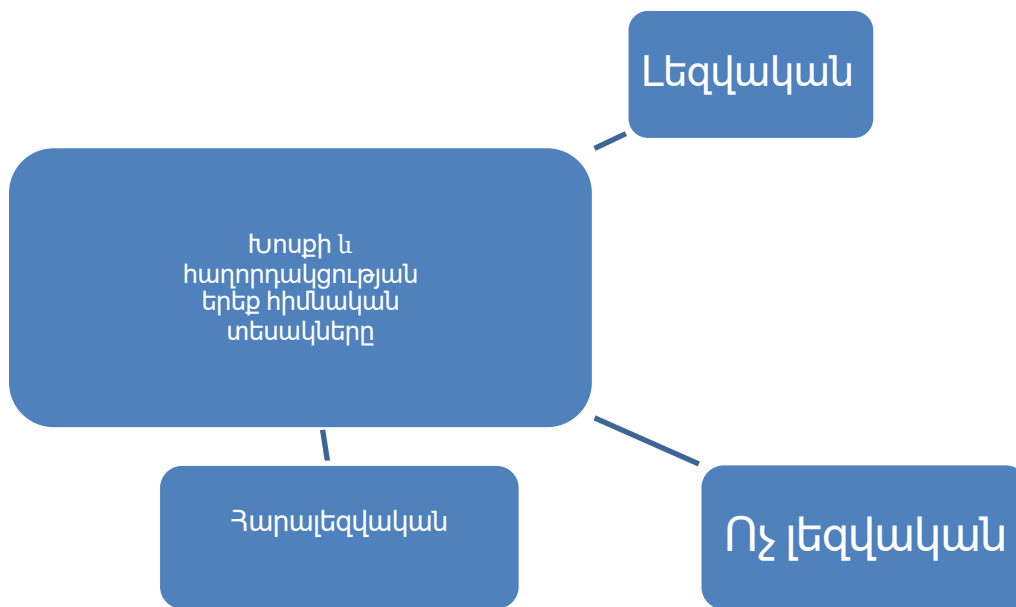 Լեզվական
Խոսքի և
հաղորդակցության
երեք հիմնական
տեսակները
Հարալեզվական
Ոչ լեզվական